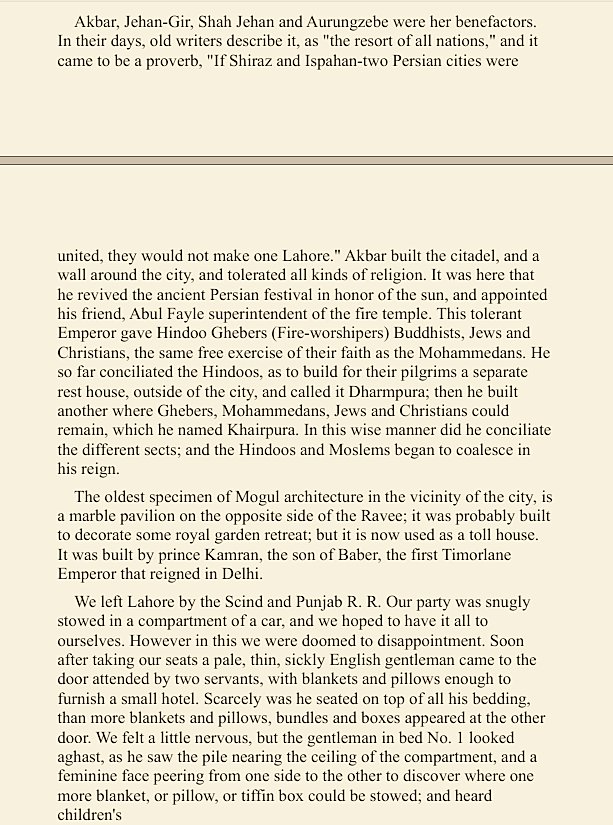 Akbar, Jehan-Gir, Shah Jehan and Aurungzebe were her benefactors.
In their days, old writers describe it, as "the resort of all nations," and it
came to be a proverb, "If Shiraz and Ispahan-two Persian cities were
united, they would not make one Lahore." Akbar built the citadel, and a
wall around the city, and tolerated all kinds of religion. It was here that
he revived the ancient Persian festival in honor of the sun, and appointed
his friend, Abul Fayle superintendent of the fire temple. This tolerant
Emperor gave Hindoo Ghebers (Fire-worshipers) Buddhists, Jews and
Christians, the same free exercise of their faith as the Mohammedans. He
so far conciliated the Hindoos, as to build for their pilgrims a separate
rest house, outside of the city, and called it Dharmpura; then he built
another where Ghebers, Mohammedans, Jews and Christians could
remain, which he named Khairpura. In this wise manner did he conciliate
the different sects; and the Hindoos and Moslems began to coalesce in
his reign.
The oldest specimen of Mogul architecture in the vicinity of the city, is
a marble pavilion on the opposite side of the Ravee; it was probably built
to decorate some royal garden retreat; but it is now used as a toll house.
It was built by prince Kamran, the son of Baber, the first Timorlane
Emperor that reigned in Delhi.
We left Lahore by the Scind and Punjab R. R. Our party was snugly
stowed in a compartment of a car, and we hoped to have it all to
ourselves. However in this we were doomed to disappointment. Soon
after taking our seats a pale, thin, sickly English gentleman came to the
door attended by two servants, with blankets and pillows enough to
furnish a small hotel. Scarcely was he seated on top of all his bedding,
than more blankets and pillows, bundles and boxes appeared at the other
door. We felt a little nervous, but the gentleman in bed No. 1 looked
aghast, as he saw the pile nearing the ceiling of the compartment, and a
feminine face peering from one side to the other to discover where one
more blanket, or pillow, or tiffin box could be stowed; and heard
children's